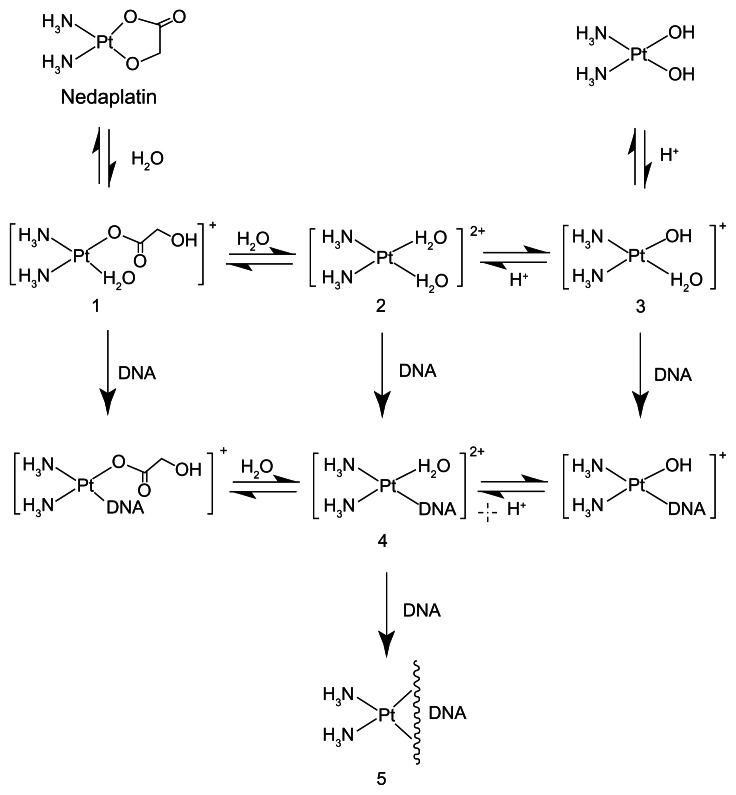 H₃N O O
Pt
H₃N O
Nedaplatin
H₃N OH
Pt
H₃N OH
H₂O
H⁺
[H₃N O OH]⁺
Pt
H₃N H₂O O
1
H₂O
[H₃N H₂O]²⁺
Pt
H₃N H₂O
2
H⁺
[H₃N OH]⁺
Pt
H₃N H₂O
3
DNA
DNA
DNA
[H₃N O OH]⁺
Pt
H₃N DNA O
H₂O
[H₃N H₂O]²⁺
Pt
H₃N DNA
4
H⁺
[H₃N OH]⁺
Pt
H₃N DNA
DNA
H₃N
Pt DNA
H₃N
5